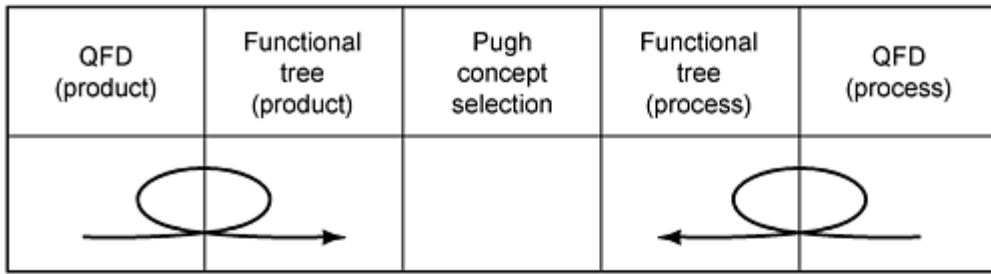 QFD
(product)
Functional
tree
(product)
Pugh
concept
selection
Functional
tree
(process)
QFD
(process)